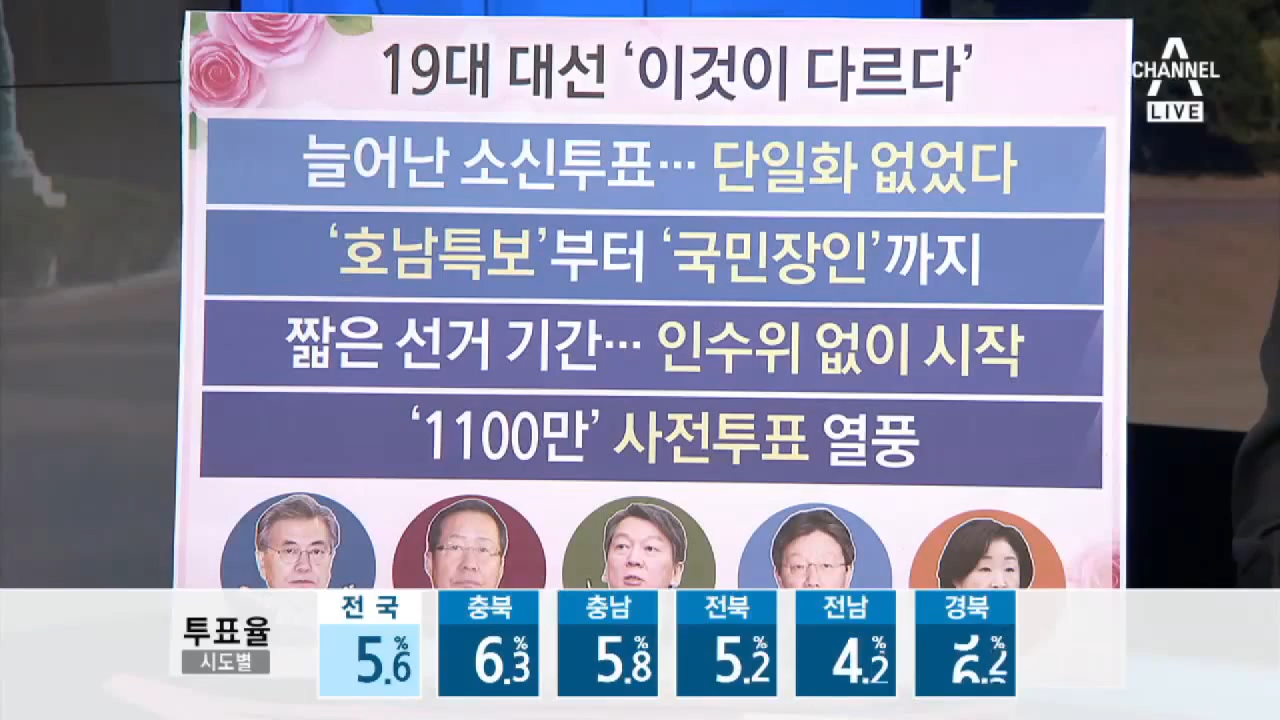 19대 대선 ‘이것이 다르다’
CHANNEL A
LIVE
늘어난 소신투표… 단일화 없었다
‘호남특보’부터 ‘국민장인’까지
짧은 선거 기간… 인수위 없이 시작
‘1100만’ 사전투표 열풍
투표율
시도별
전 국
5.6%
충북
6.3%
충남
5.8%
전북
5.2%
전남
4.2%
경북